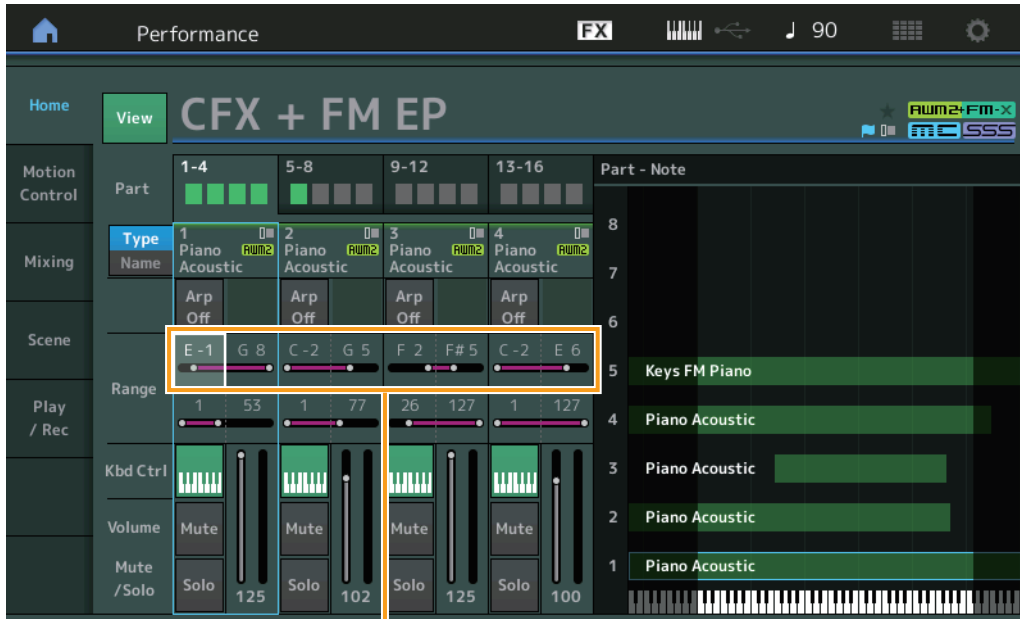 Performance
FX
90
Home
View
CFX + FM EP
AWM2+FM-X
MC SSS
Motion
Control
Part
1-4
5-8
9-12
13-16
Part - Note
Type
Name
1
Piano AWM2
Acoustic
2
Piano AWM2
Acoustic
3
Piano AWM2
Acoustic
4
Piano AWM2
Acoustic
Mixing
Arp
Off
Arp
Off
Arp
Off
Arp
Off
Scene
Range
E -1 G 8 C -2 G 5 F 2 F# 5 C -2 E 6
1 53 1 77 26 127 1 127
Play
/ Rec
Kbd Ctrl
Volume
Mute Mute Mute Mute
Mute
/Solo
Solo 125 Solo 102 Solo 125 Solo 100
8
7
6
5 Keys FM Piano
4 Piano Acoustic
3 Piano Acoustic
2 Piano Acoustic
1 Piano Acoustic